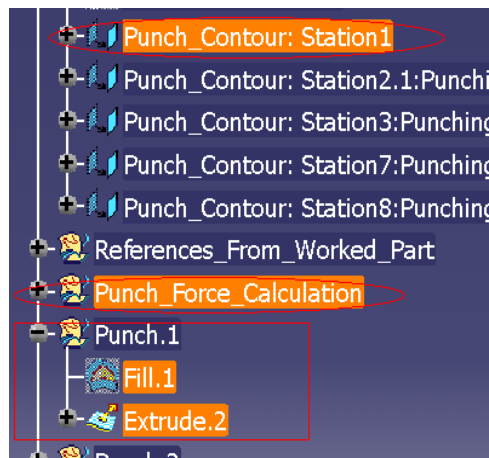 Punch_Contour: Station1
Punch_Contour: Station2.1:Punchi
Punch_Contour: Station3:Punching
Punch_Contour: Station7:Punching
Punch_Contour: Station8:Punching
References_From_Worked_Part
Punch_Force_Calculation
Punch.1
Fill.1
Extrude.2